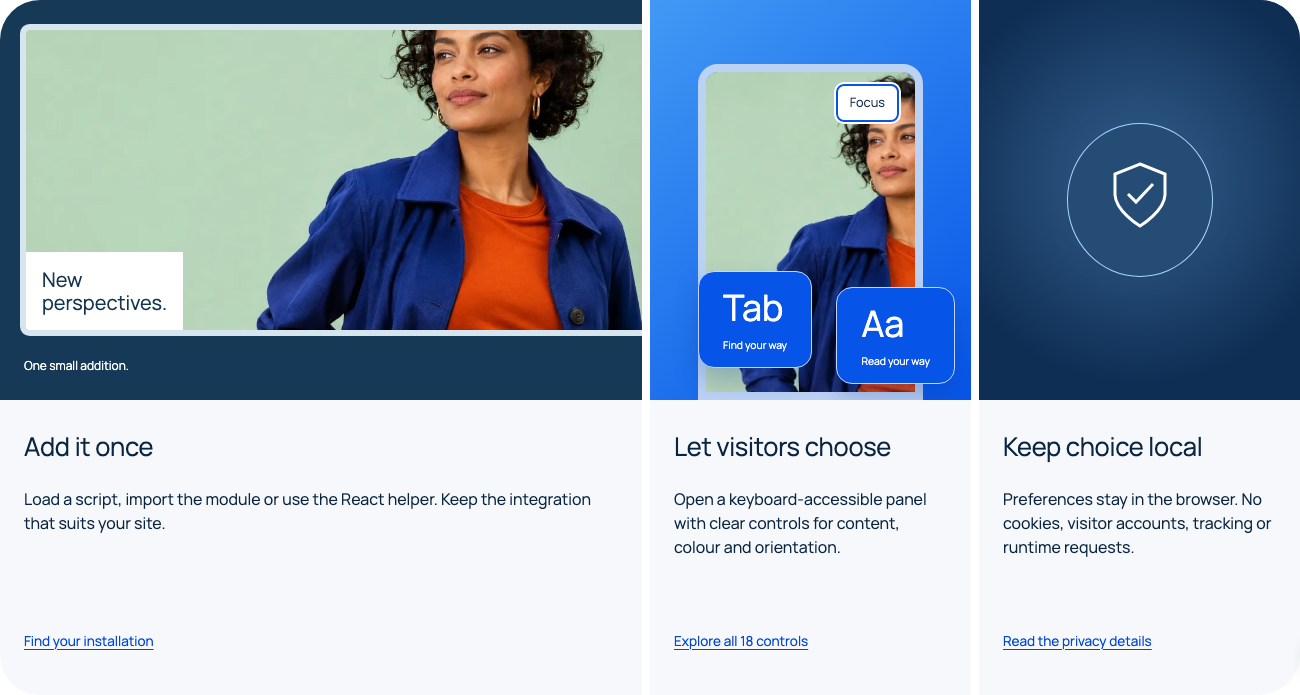 New
perspectives.
One small addition.
Add it once
Load a script, import the module or use the React helper. Keep the integration
that suits your site.
Find your installation
Focus
Tab
Find your way
Aa
Read your way
Let visitors choose
Open a keyboard-accessible panel
with clear controls for content,
colour and orientation.
Explore all 18 controls
Keep choice local
Preferences stay in the browser. No
cookies, visitor accounts, tracking or
runtime requests.
Read the privacy details